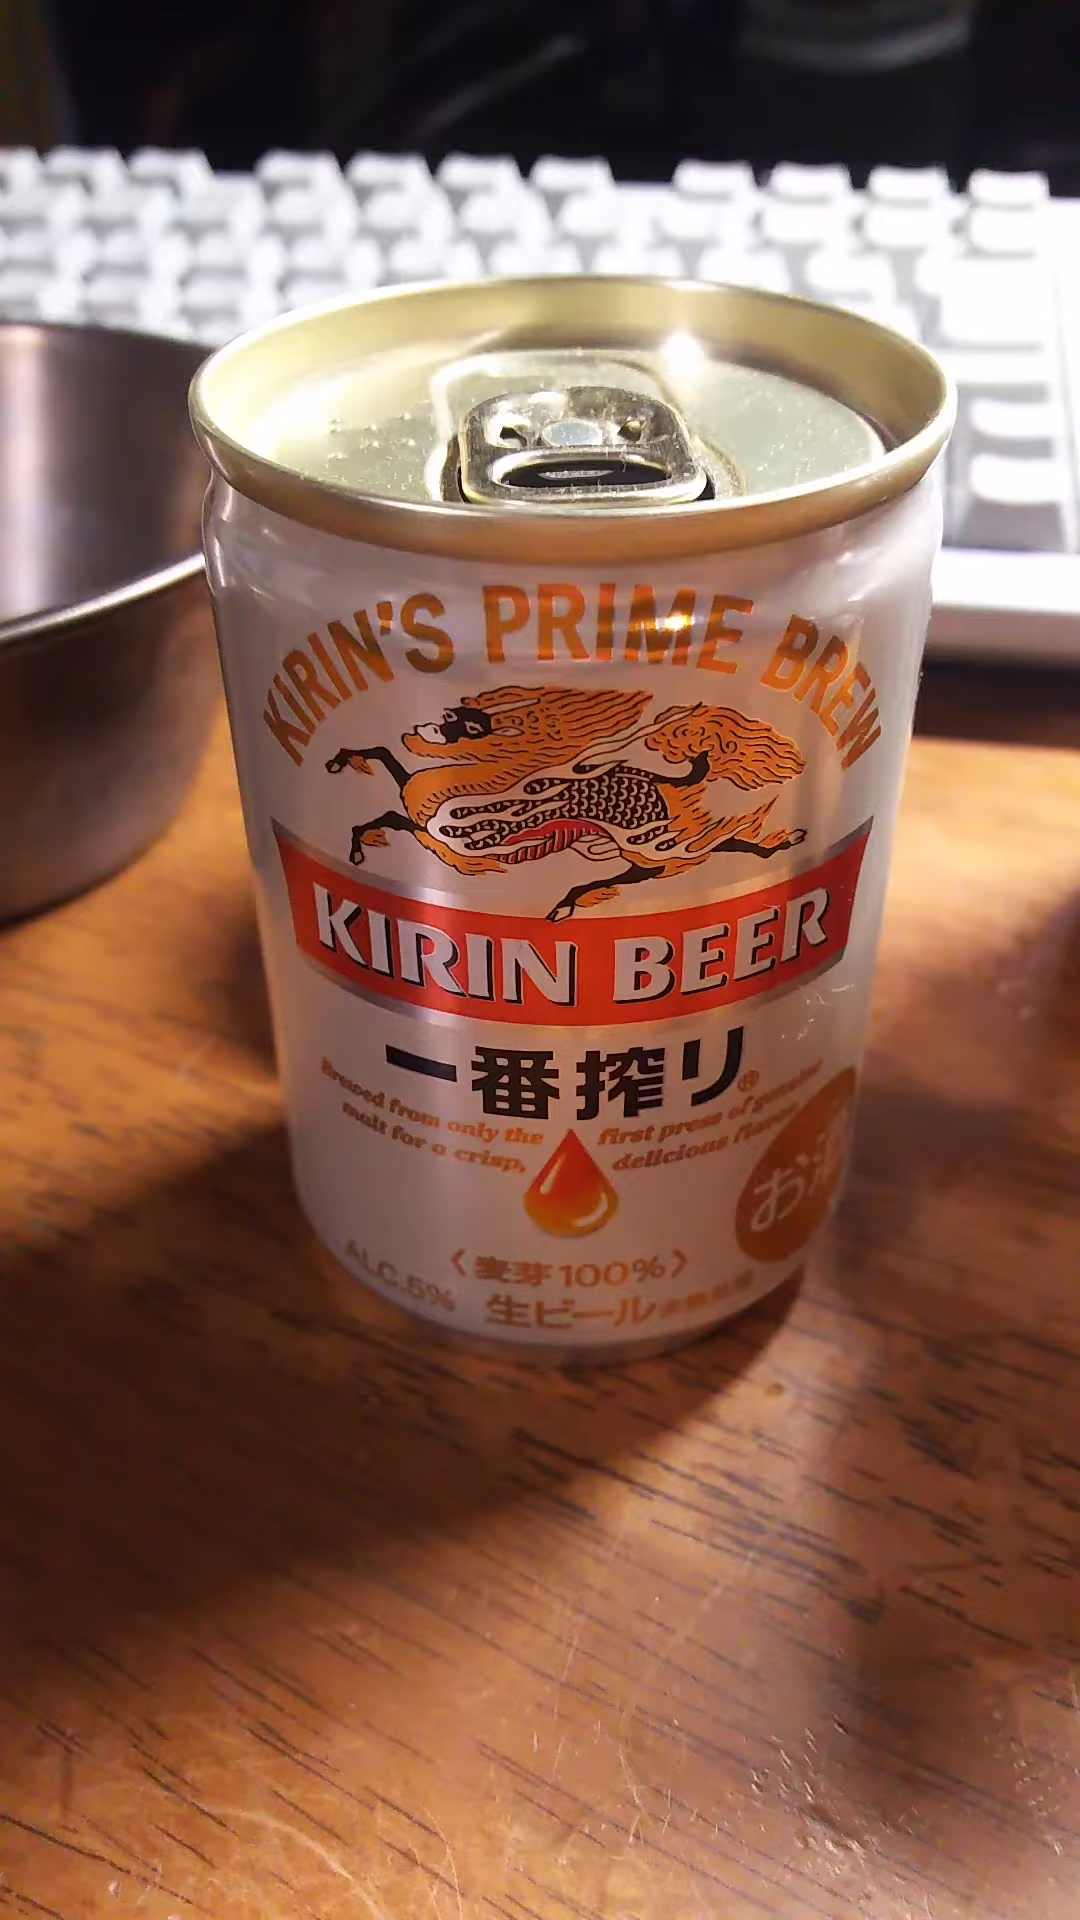 KIRIN'S PRIME BREW
KIRIN BEER
一番搾り®
Brewed from only the first press of genuine
malt for a crisp, delicious flavor.
お酒
〈麦芽100%〉
ALC.5% 生ビール